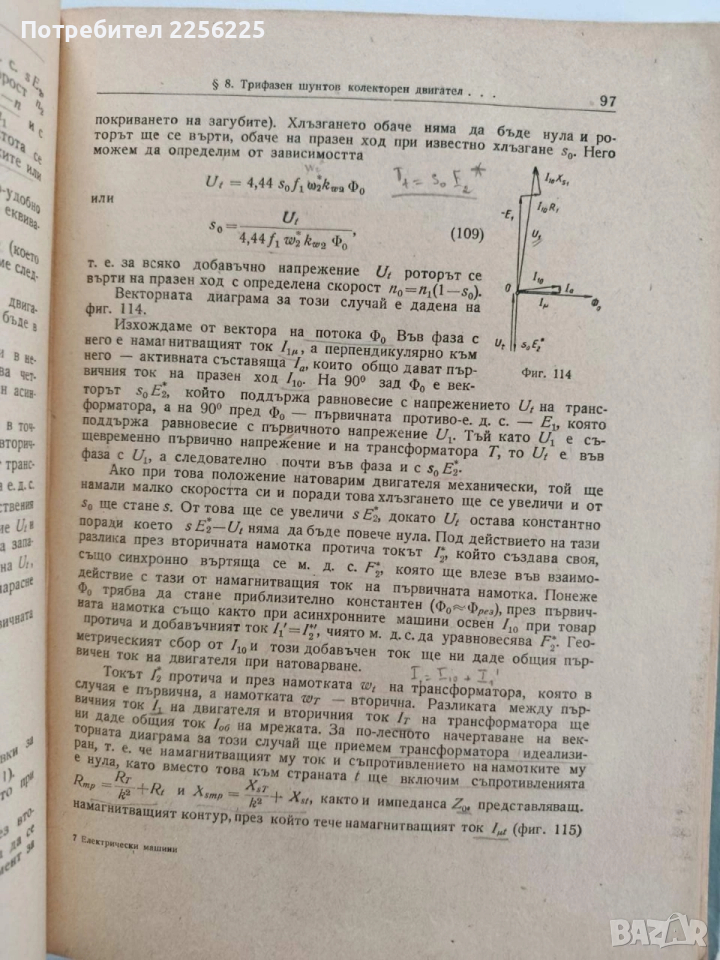 Потребител 2256225
§ 8. Трифазен шунтов колекторен двигател . . .
97
покриването на загубите). Хлъзгането обаче няма да бъде нула и ро-
торът ще се върти, обаче на празен ход при известно хлъзгане s₀. Него
можем да определим от зависимостта
Uₜ = 4,44 s₀ f₁ w₂* k_w₂ Φ₀
или
s₀ = Uₜ / 4,44 f₁ w₂* k_w₂ Φ₀, (109)
т. е. за всяко добавъчно напрежение Uₜ роторът се
върти на празен ход с определена скорост n₀=n₁(1—s₀).
Векторната диаграма за този случай е дадена на
фиг. 114.
Изхождаме от вектора на потока Φ₀ Във фаза с
него е намагнитващият ток I₁μ, а перпендикулярно към
него — активната съставяща Iₐ, които общо дават пър-
вичния ток на празен ход I₁₀. На 90° зад Φ₀ е век-
торът s₀E₂*, който поддържа равновесие с напрежението Uₜ на транс-
форматора, а на 90° пред Φ₀ — първичната противо-е. д. с. — E₁, която
поддържа равновесие с първичното напрежение U₁. Тъй като U₁ е съ-
щевременно първично напрежение и на трансформатора T, то Uₜ е във
фаза с U₁, а следователно почти във фаза и с s₀E₂*.
Фиг. 114
Ако при това положение натоварим двигателя механически, той ще
намали малко скоростта си и поради това хлъзгането ще се увеличи и от
s₀ ще стане s. От това ще се увеличи sE₂*, докато Uₜ остава константно
поради което sE₂*—Uₜ няма да бъде повече нула. Под действието на тази
разлика през вторичната намотка протича токът I₂*, който създава своя,
също синхронно въртяща се м. д. с. F₂*, която ще влезе във взаимо-
действие с тази от намагнитващия ток на първичната намотка. Понеже
Φ₀ трябва да стане приблизително константен (Φ₀≈Φрез), през първич-
ната намотка също както при асинхронните машини освен I₁₀ при товар
протича и добавъчният ток I₁′=I₂*′, чиято м. д. с. да уравновесява F₂*. Гео-
метрическият сбор от I₁₀ и този добавъчен ток ще ни даде общия пър-
вичен ток на двигателя при натоварване.
I₁ = I₁₀ + I₁′
Токът I₂* протича и през намотката wₜ на трансформатора, която в
случая е първична, а намотката w_T — вторична. Разликата между пър-
вичния ток I₁ на двигателя и вторичния ток I_T на трансформатора ще
ни даде общия ток Iоб на мрежата. За по-лесното начертаване на век-
торната диаграма за този случай ще приемем трансформатора идеализи-
ран, т. е. че намагнитващият му ток и съпротивлението на намотките му
е нула, като вместо това към страната t ще включим съпротивленията
Rтр = R_T/k² + Rₜ и Xsтр = X_sT/k² + X_st, както и импеданса Z₀ₜ, представляващ.
намагнитващият контур, през който тече намагнитващият ток I_μt (фиг. 115)
7 Електрически машини
BAZAR